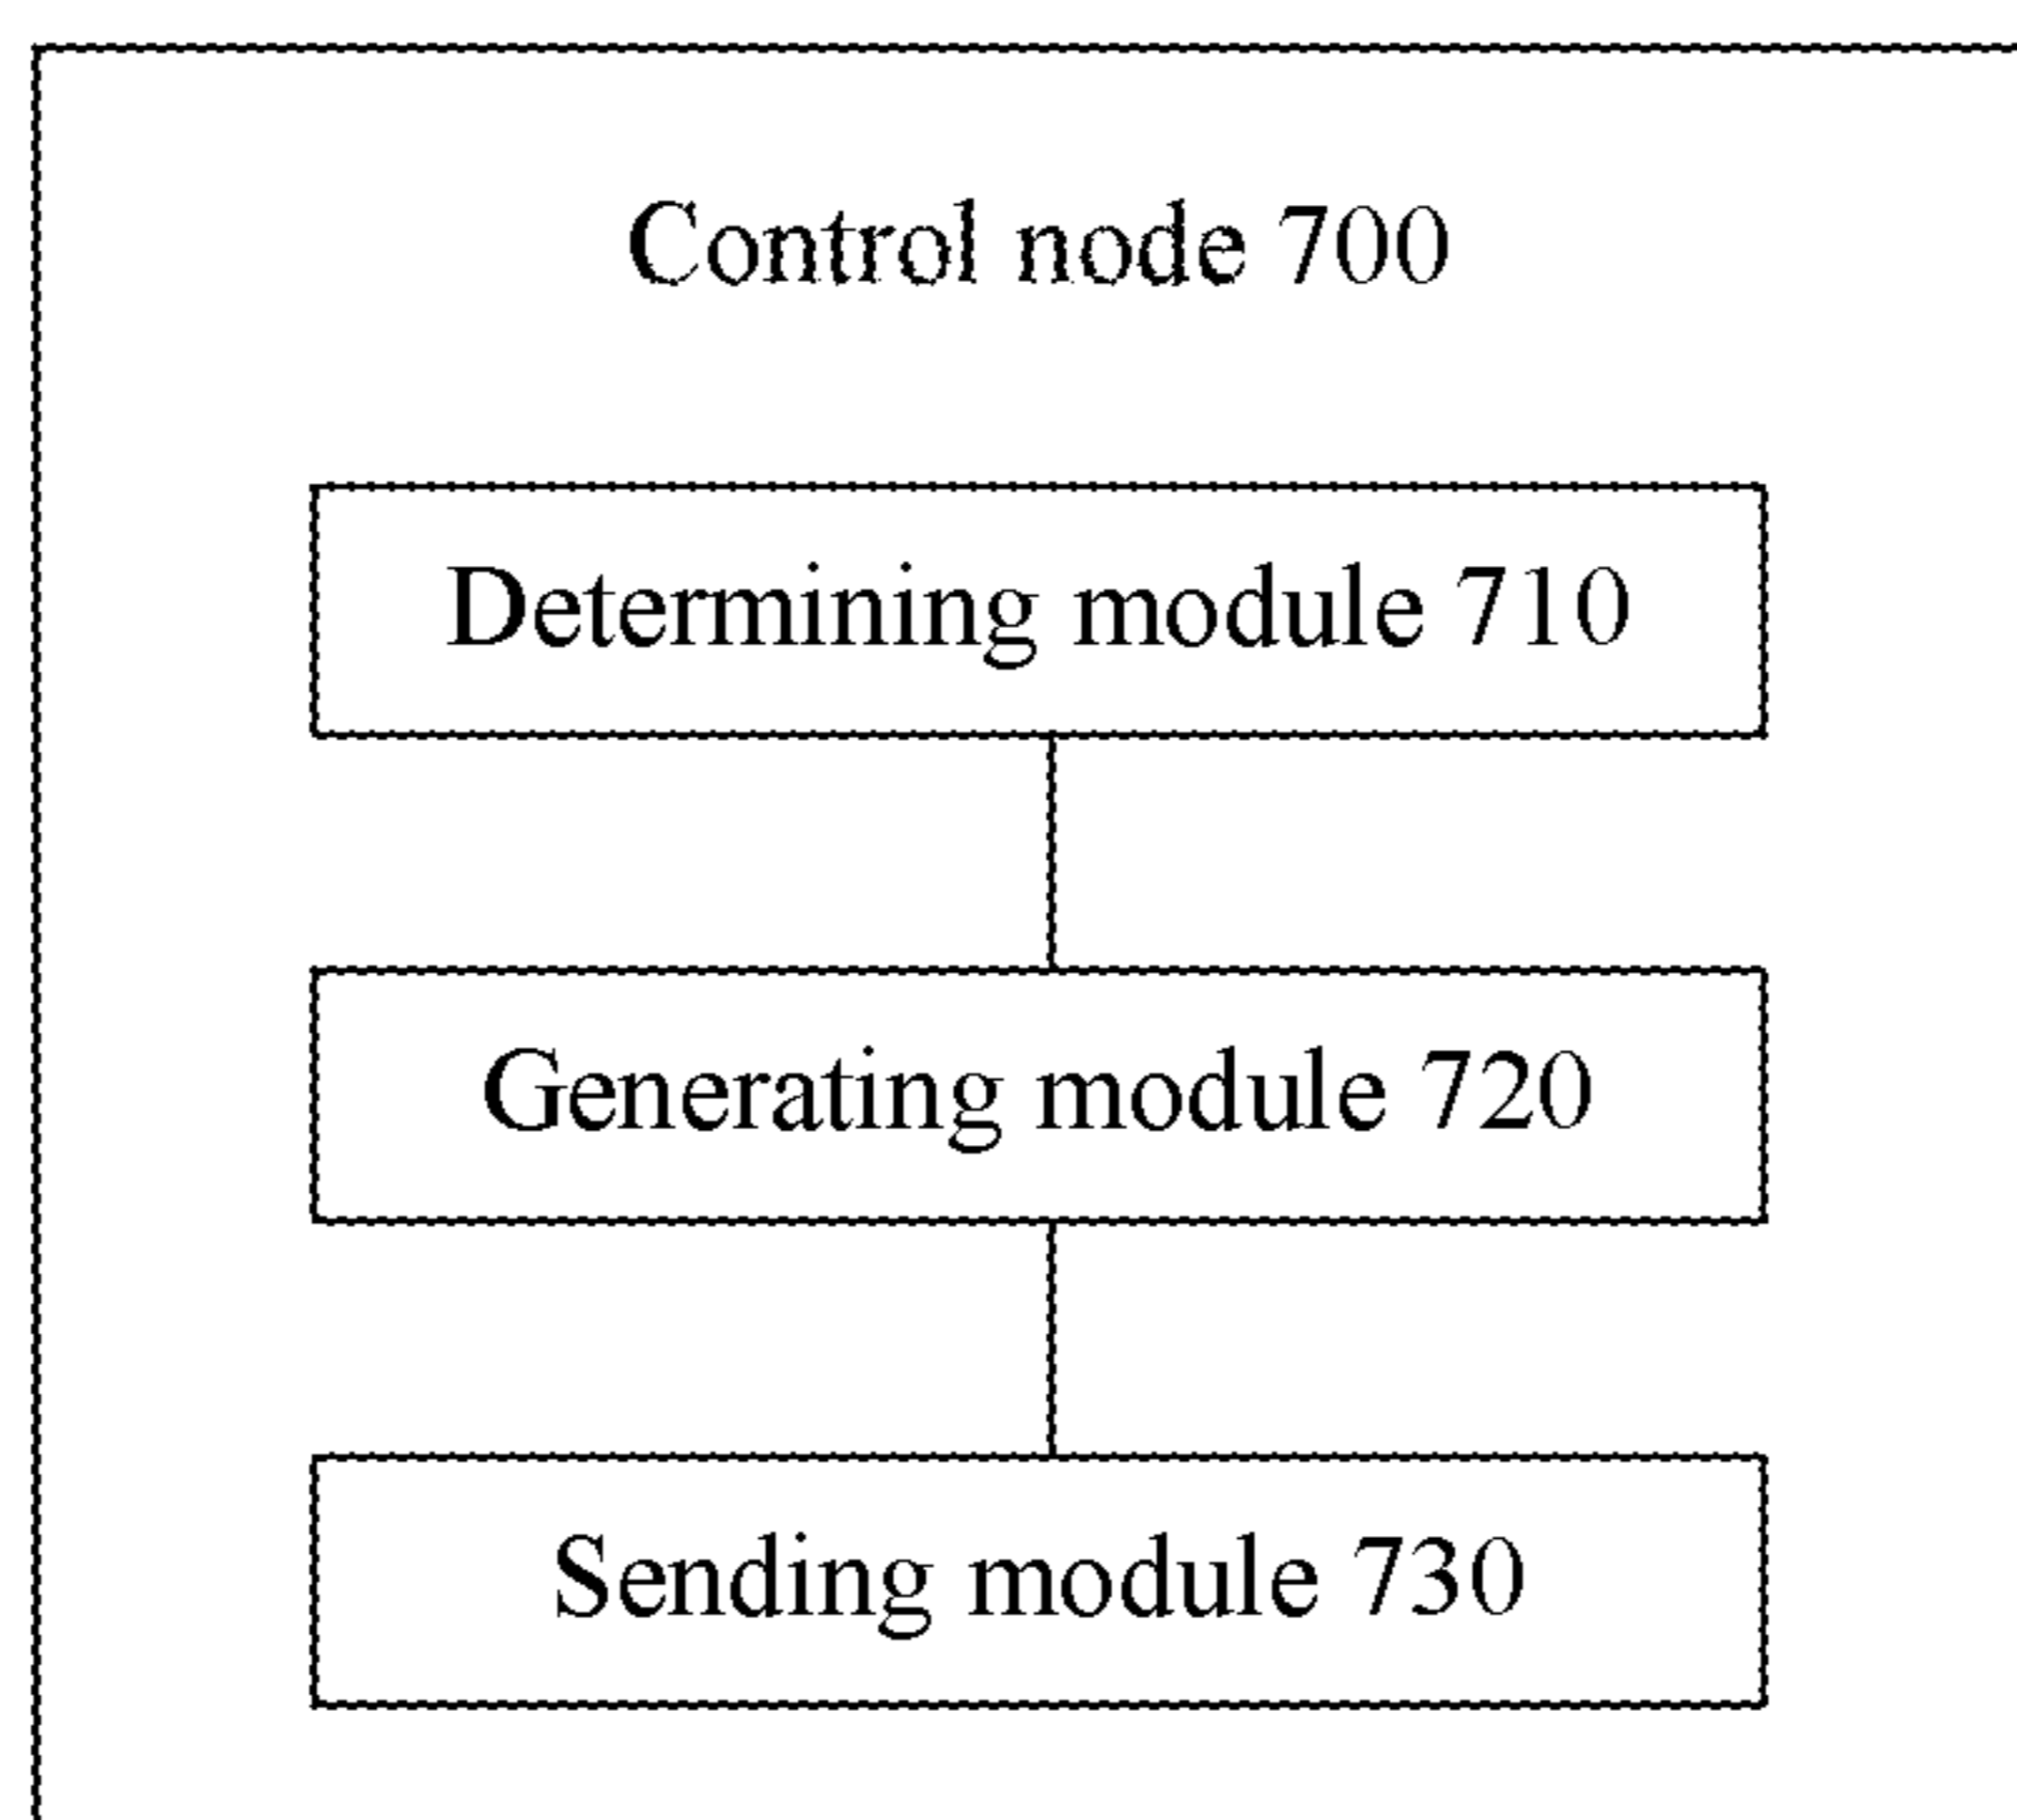 Control node 700
Determining module 710
Generating module 720
Sending module 730